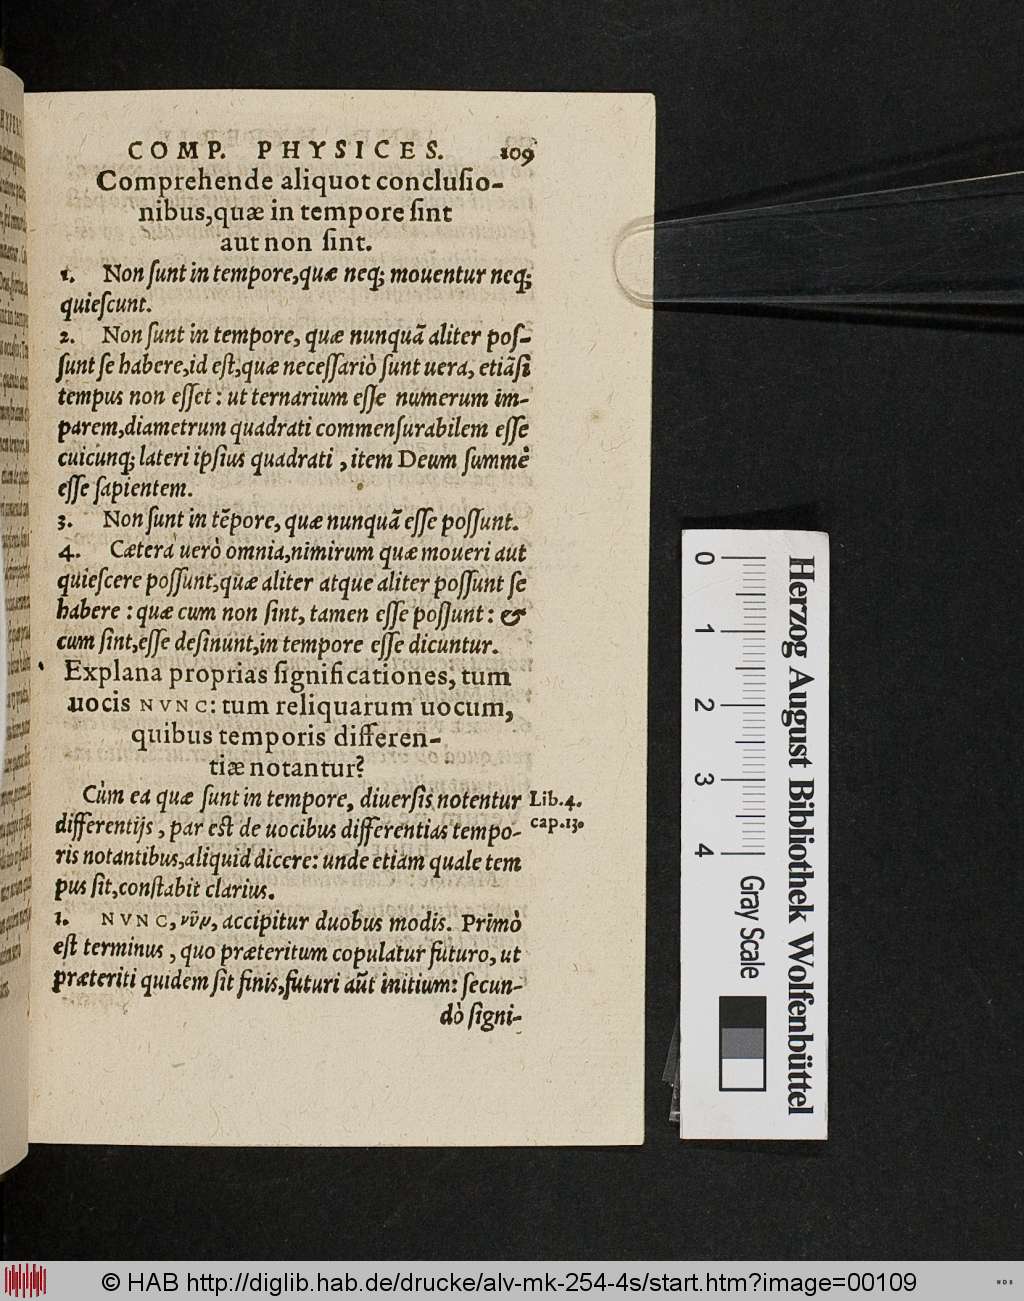 COMP. PHYSICES. 109
Comprehende aliquot conclusio-
nibus,quæ in tempore sint
aut non sint.
1. Non sunt in tempore,quæ neq; mouentur neq;
quiescunt.
2. Non sunt in tempore, quæ nunquã aliter pos-
sunt se habere,id est,quæ necessariò sunt uera, etiãsi
tempus non esset : ut ternarium esse numerum im-
parem,diametrum quadrati commensurabilem esse
cuicunq; lateri ipsius quadrati , item Deum summè
esse sapientem.
3. Non sunt in tẽpore, quæ nunquã esse possunt.
4. Cætera uerò omnia,nimirum quæ moueri aut
quiescere possunt,quæ aliter atque aliter possunt se
habere : quæ cum non sint, tamen esse possunt : &
cum sint,esse desinunt,in tempore esse dicuntur.
Explana proprias significationes, tum
uocis NVNC: tum reliquarum uocum,
quibus temporis differen-
tiæ notantur?
Cùm ea quæ sunt in tempore, diuersis notentur
differentijs , par est de uocibus differentias tempo-
ris notantibus,aliquid dicere: unde etiam quale tem
pus sit,constabit clarius.
Lib.4.
cap.13.
1. NVNC, νῦν, accipitur duobus modis. Primò
est terminus , quo præteritum copulatur futuro, ut
præteriti quidem sit finis,futuri aũt initium: secun-
dò signi-
0 1 2 3 4 Gray Scale
Herzog August Bibliothek Wolfenbüttel
© HAB http://diglib.hab.de/drucke/alv-mk-254-4s/start.htm?image=00109